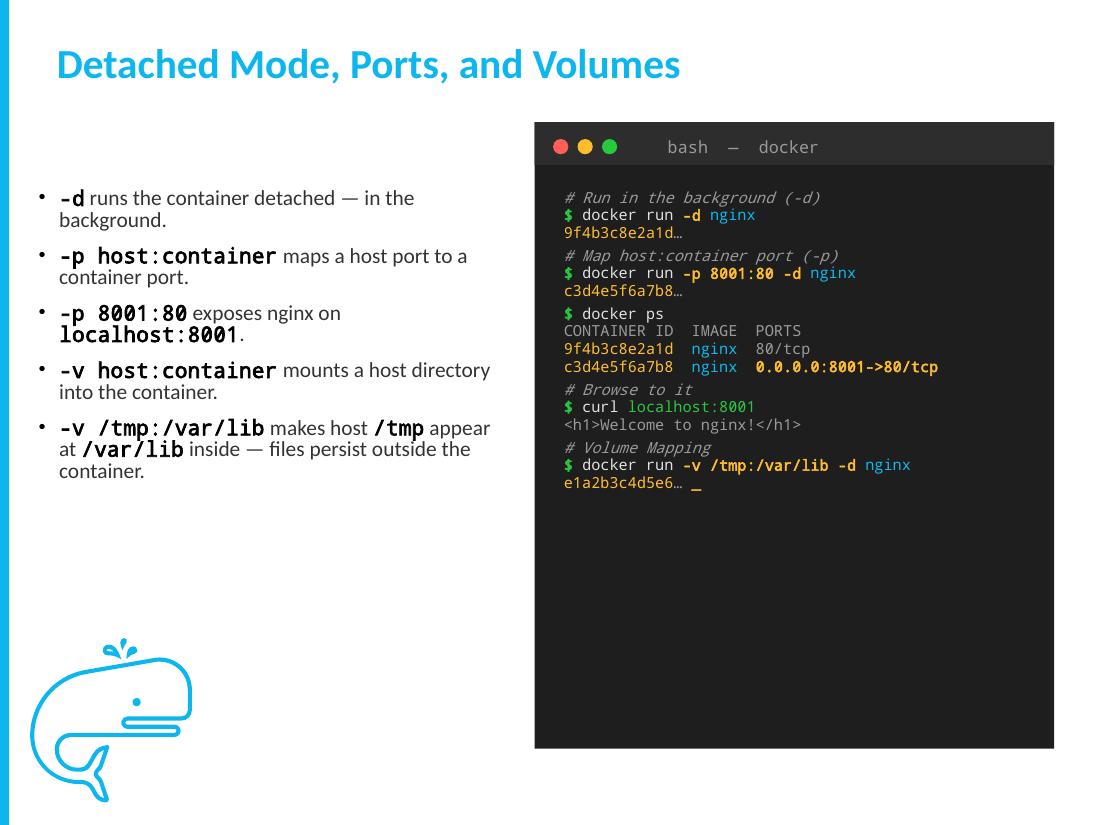 Detached Mode, Ports, and Volumes
• -d runs the container detached — in the
background.
• -p host:container maps a host port to a
container port.
• -p 8001:80 exposes nginx on
localhost:8001.
• -v host:container mounts a host directory
into the container.
• -v /tmp:/var/lib makes host /tmp appear
at /var/lib inside — files persist outside the
container.
bash — docker
# Run in the background (-d)
$ docker run -d nginx
9f4b3c8e2a1d…
# Map host:container port (-p)
$ docker run -p 8001:80 -d nginx
c3d4e5f6a7b8…
$ docker ps
CONTAINER ID  IMAGE  PORTS
9f4b3c8e2a1d  nginx  80/tcp
c3d4e5f6a7b8  nginx  0.0.0.0:8001->80/tcp
# Browse to it
$ curl localhost:8001
<h1>Welcome to nginx!</h1>
# Volume Mapping
$ docker run -v /tmp:/var/lib -d nginx
e1a2b3c4d5e6… _